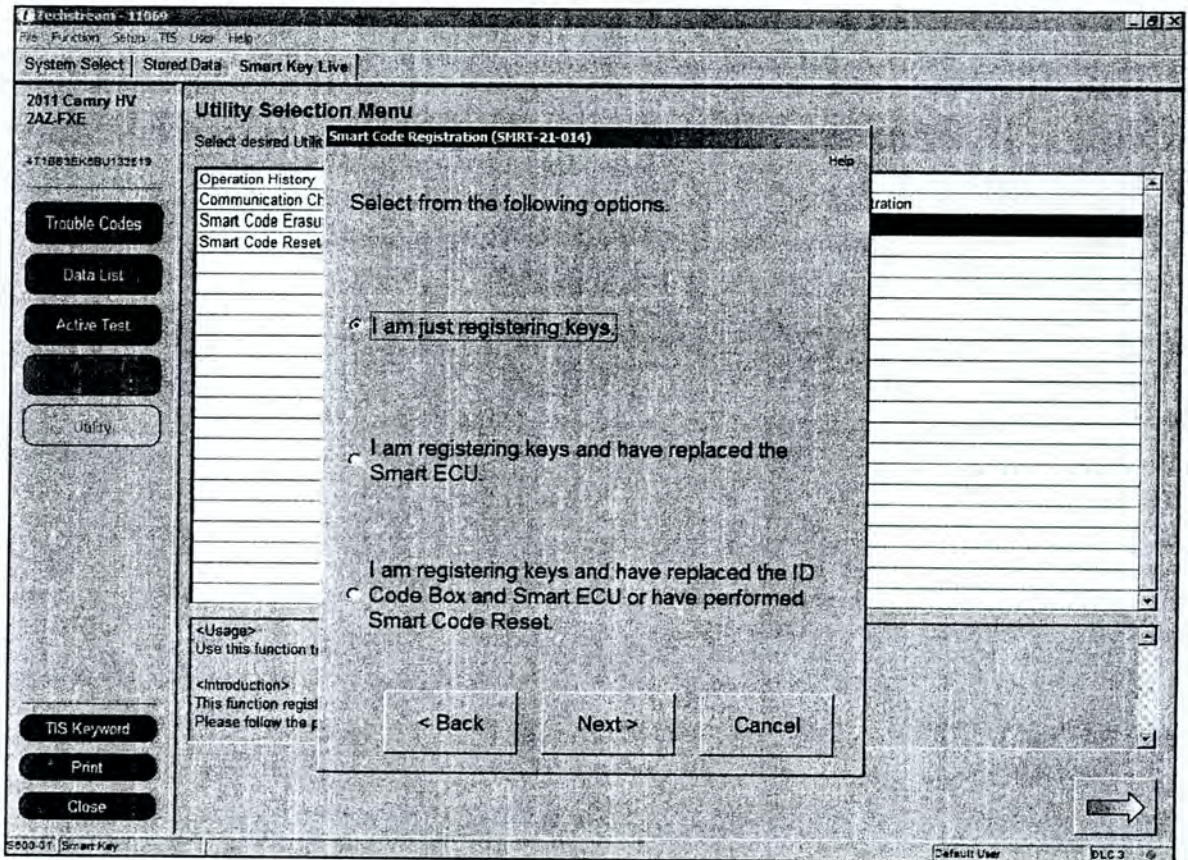 Techstream - 11069
File Function Setup TIS User Help
System Select Stored Data Smart Key Live
2011 Camry HV
2AZ-FXE
Utility Selection Menu
Select desired Utili
Smart Code Registration (SMRT-21-014)
Help
Operation History
Communication Ch
Smart Code Erasu
Smart Code Reset
tration
Trouble Codes
Data List
Active Test
Utility
TIS Keyword
Print
Close
Select from the following options.
I am just registering keys.
I am registering keys and have replaced the
Smart ECU.
I am registering keys and have replaced the ID
Code Box and Smart ECU or have performed
Smart Code Reset.
< Back
Next >
Cancel
<Usage>
Use this function t
<Introduction>
This function regist
Please follow the p
S600-01 Smart Key
Default User
DLC 3